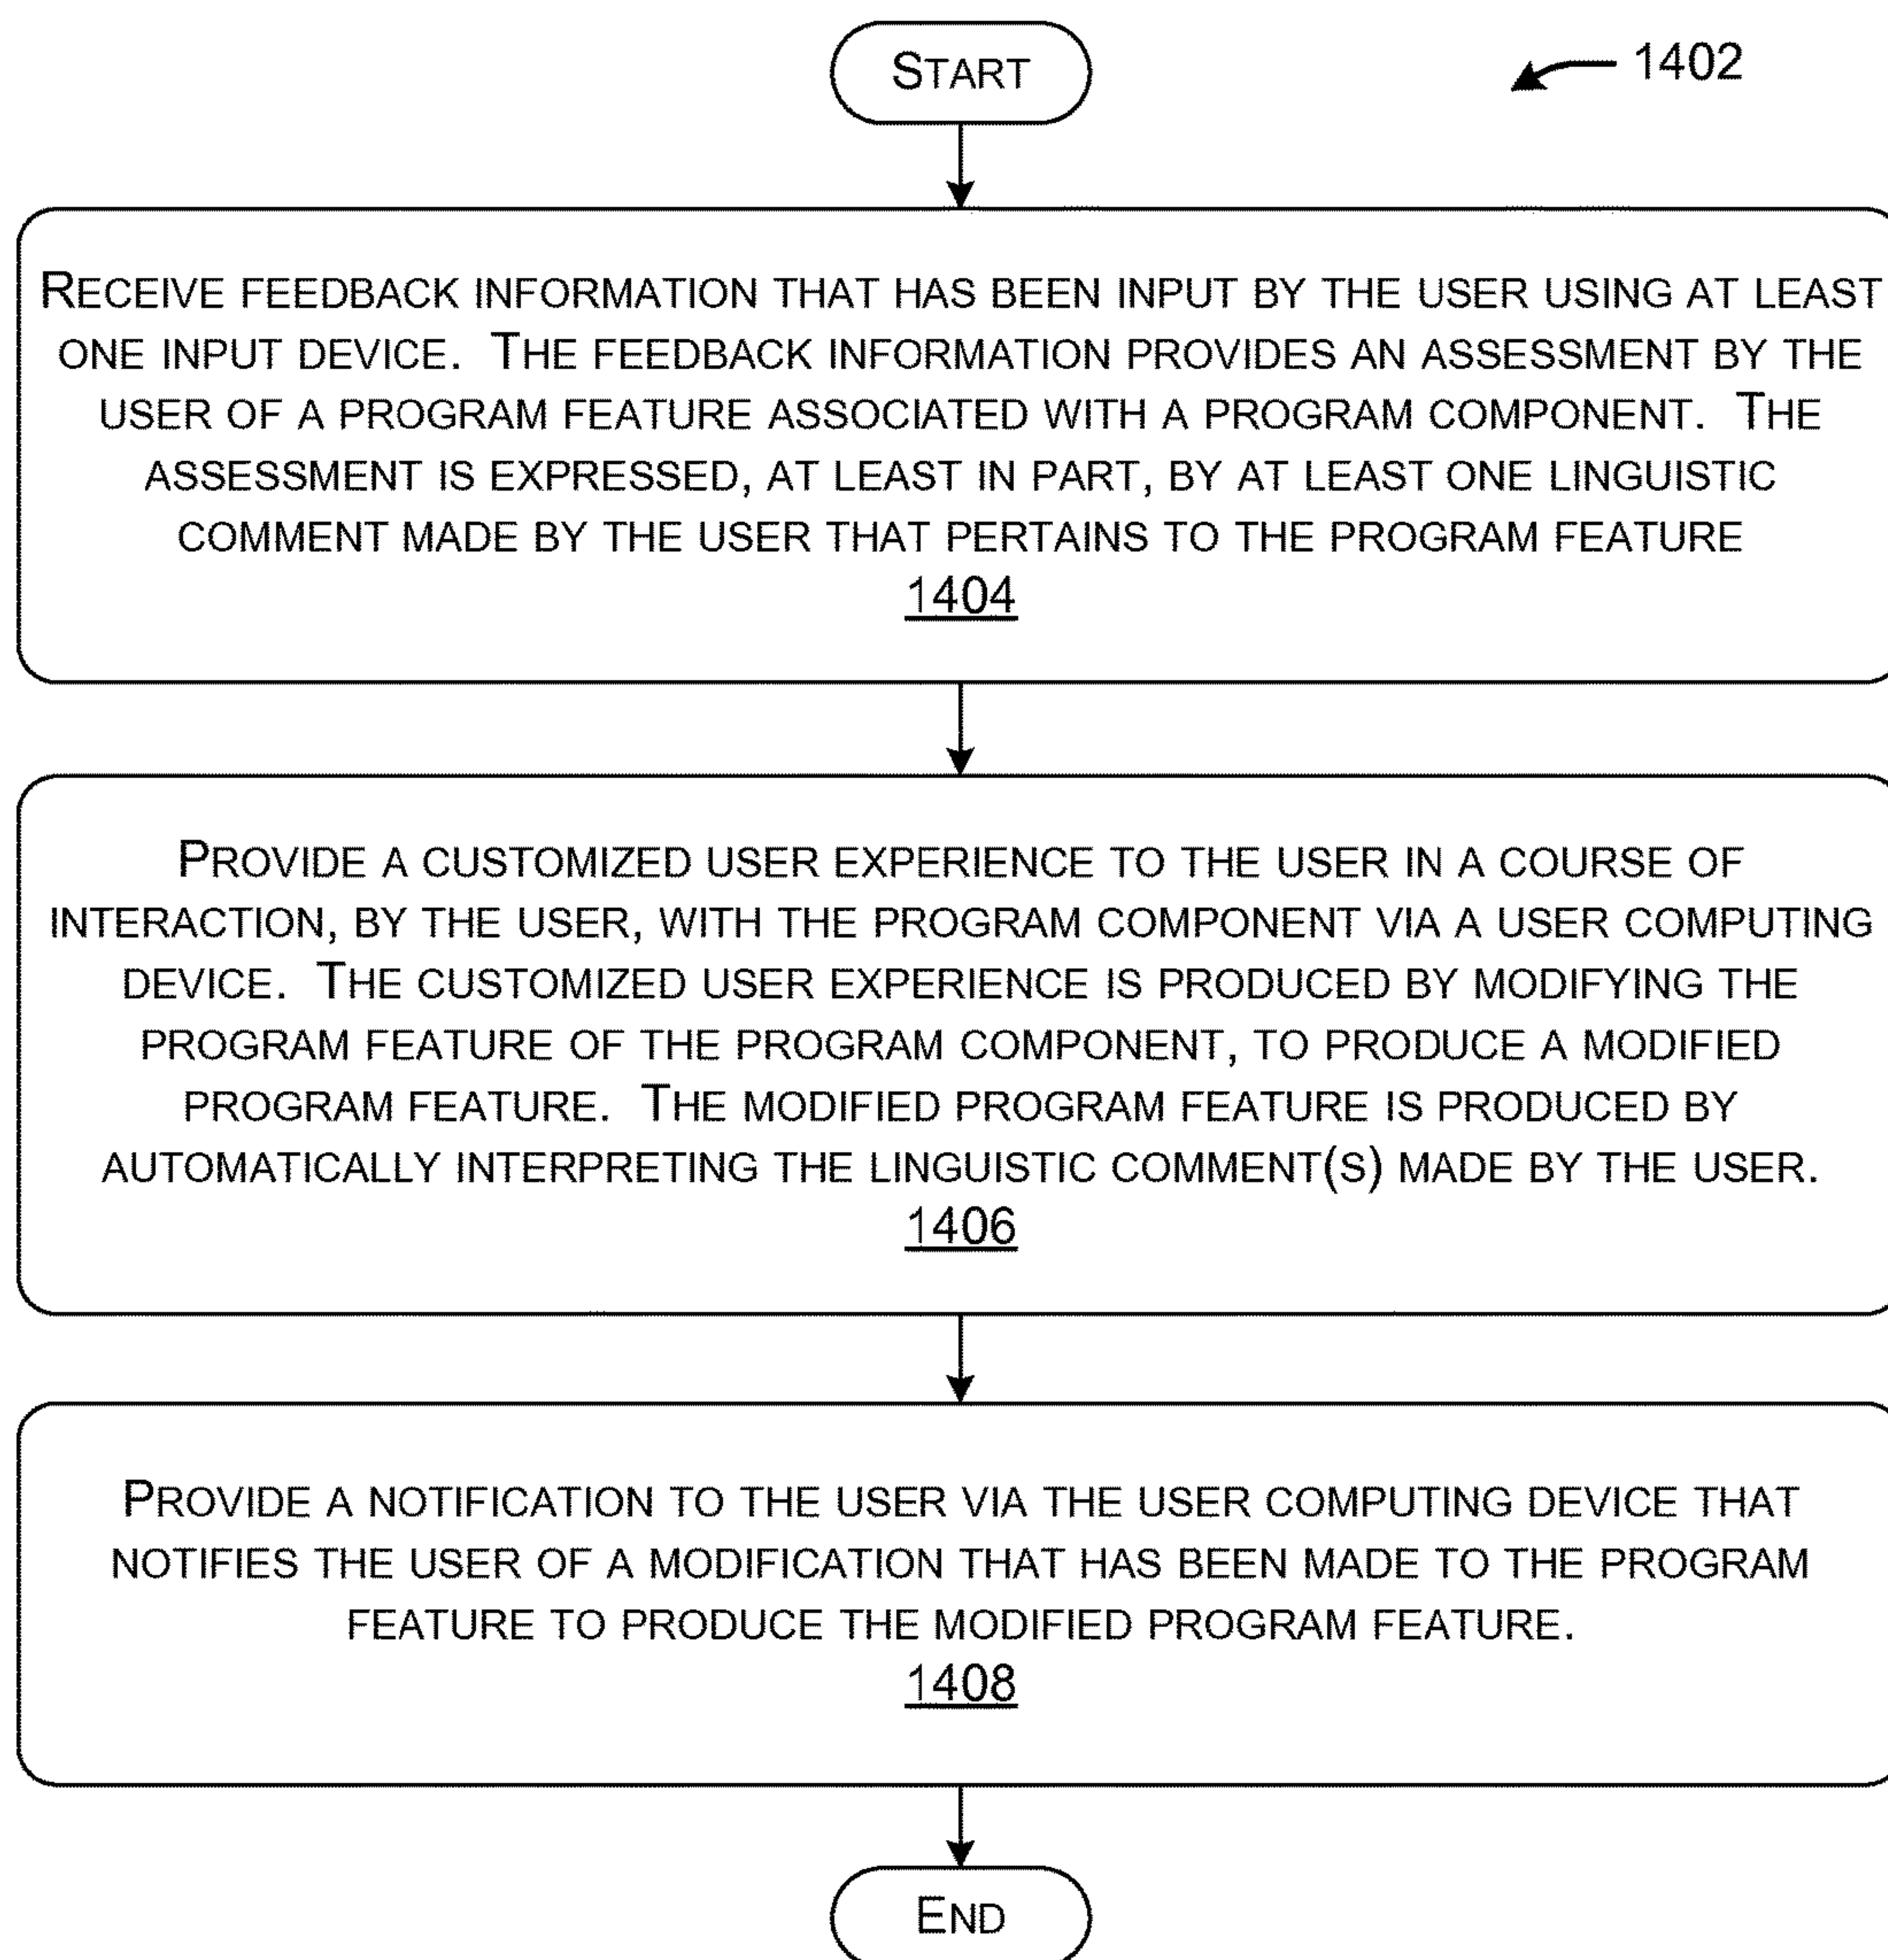 START
1402
RECEIVE FEEDBACK INFORMATION THAT HAS BEEN INPUT BY THE USER USING AT LEAST
ONE INPUT DEVICE. THE FEEDBACK INFORMATION PROVIDES AN ASSESSMENT BY THE
USER OF A PROGRAM FEATURE ASSOCIATED WITH A PROGRAM COMPONENT. THE
ASSESSMENT IS EXPRESSED, AT LEAST IN PART, BY AT LEAST ONE LINGUISTIC
COMMENT MADE BY THE USER THAT PERTAINS TO THE PROGRAM FEATURE
1404
PROVIDE A CUSTOMIZED USER EXPERIENCE TO THE USER IN A COURSE OF
INTERACTION, BY THE USER, WITH THE PROGRAM COMPONENT VIA A USER COMPUTING
DEVICE. THE CUSTOMIZED USER EXPERIENCE IS PRODUCED BY MODIFYING THE
PROGRAM FEATURE OF THE PROGRAM COMPONENT, TO PRODUCE A MODIFIED
PROGRAM FEATURE. THE MODIFIED PROGRAM FEATURE IS PRODUCED BY
AUTOMATICALLY INTERPRETING THE LINGUISTIC COMMENT(S) MADE BY THE USER.
1406
PROVIDE A NOTIFICATION TO THE USER VIA THE USER COMPUTING DEVICE THAT
NOTIFIES THE USER OF A MODIFICATION THAT HAS BEEN MADE TO THE PROGRAM
FEATURE TO PRODUCE THE MODIFIED PROGRAM FEATURE.
1408
END